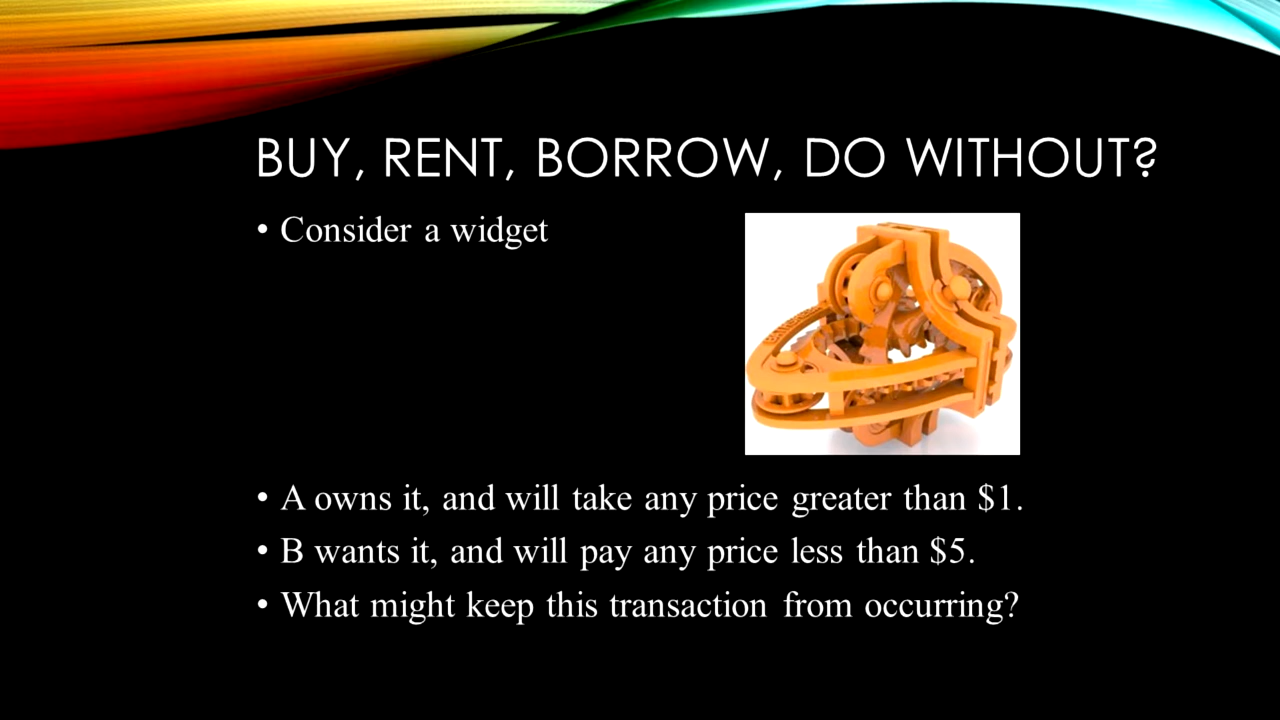 BUY, RENT, BORROW, DO WITHOUT?
• Consider a widget
• A owns it, and will take any price greater than $1.
• B wants it, and will pay any price less than $5.
• What might keep this transaction from occurring?